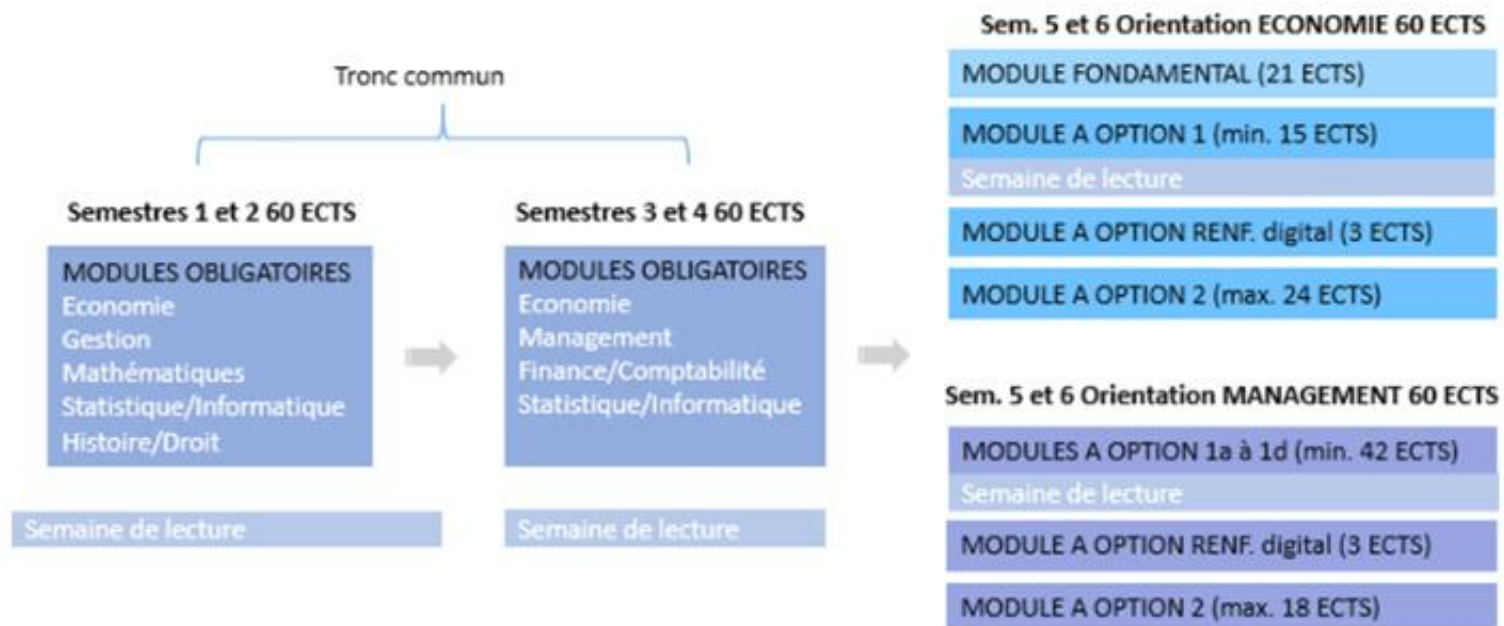 Tronc commun
Semestres 1 et 2 60 ECTS
MODULES OBLIGATOIRES
Economie
Gestion
Mathématiques
Statistique/Informatique
Histoire/Droit
Semaine de lecture
Semestres 3 et 4 60 ECTS
MODULES OBLIGATOIRES
Economie
Management
Finance/Comptabilité
Statistique/Informatique
Semaine de lecture
Sem. 5 et 6 Orientation ECONOMIE 60 ECTS
MODULE FONDAMENTAL (21 ECTS)
MODULE A OPTION 1 (min. 15 ECTS)
Semaine de lecture
MODULE A OPTION RENF. digital (3 ECTS)
MODULE A OPTION 2 (max. 24 ECTS)
Sem. 5 et 6 Orientation MANAGEMENT 60 ECTS
MODULES A OPTION 1a à 1d (min. 42 ECTS)
Semaine de lecture
MODULE A OPTION RENF. digital (3 ECTS)
MODULE A OPTION 2 (max. 18 ECTS)